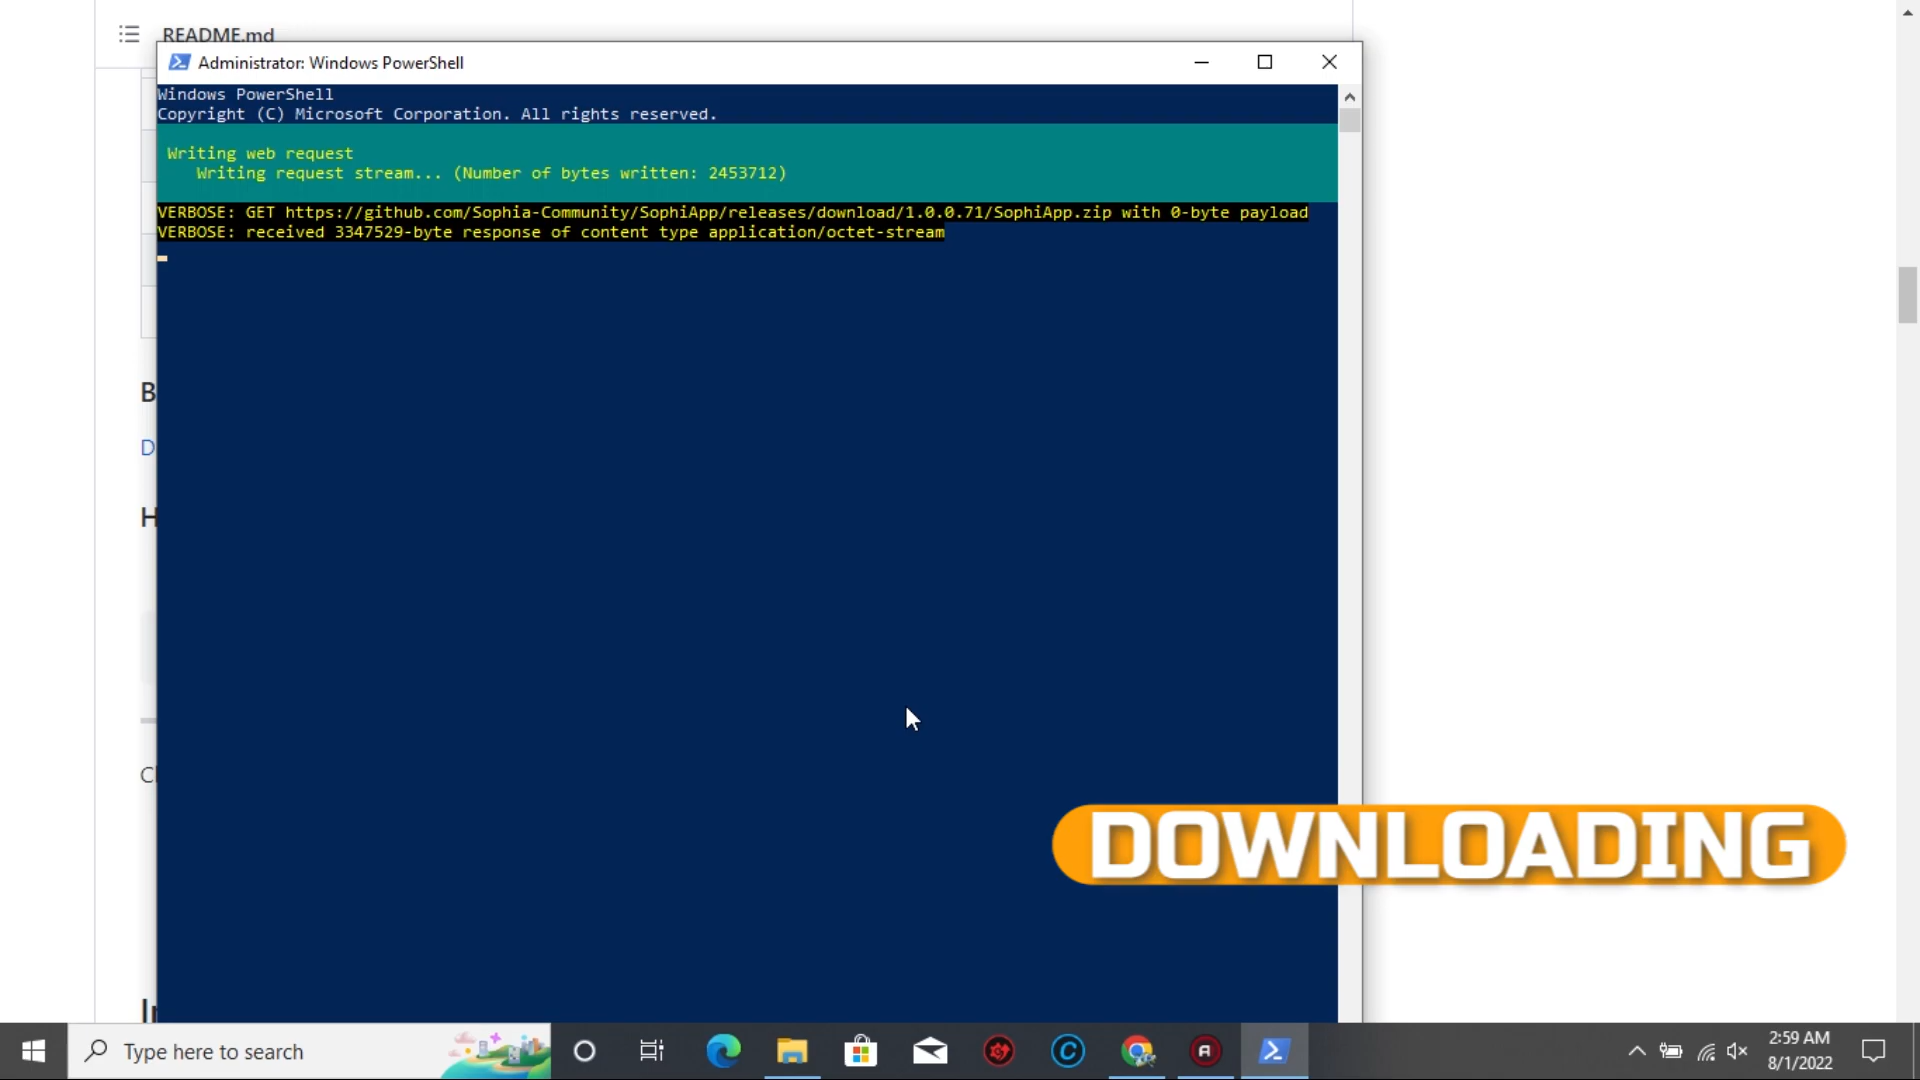 README.md
Administrator: Windows PowerShell
Windows PowerShell
Copyright (C) Microsoft Corporation. All rights reserved.
Writing web request
Writing request stream... (Number of bytes written: 2453712)
VERBOSE: GET https://github.com/Sophia-Community/SophiApp/releases/download/1.0.0.71/SophiApp.zip with 0-byte payload
VERBOSE: received 3347529-byte response of content type application/octet-stream
B
D
H
DOWNLOADING
Type here to search
2:59 AM
8/1/2022